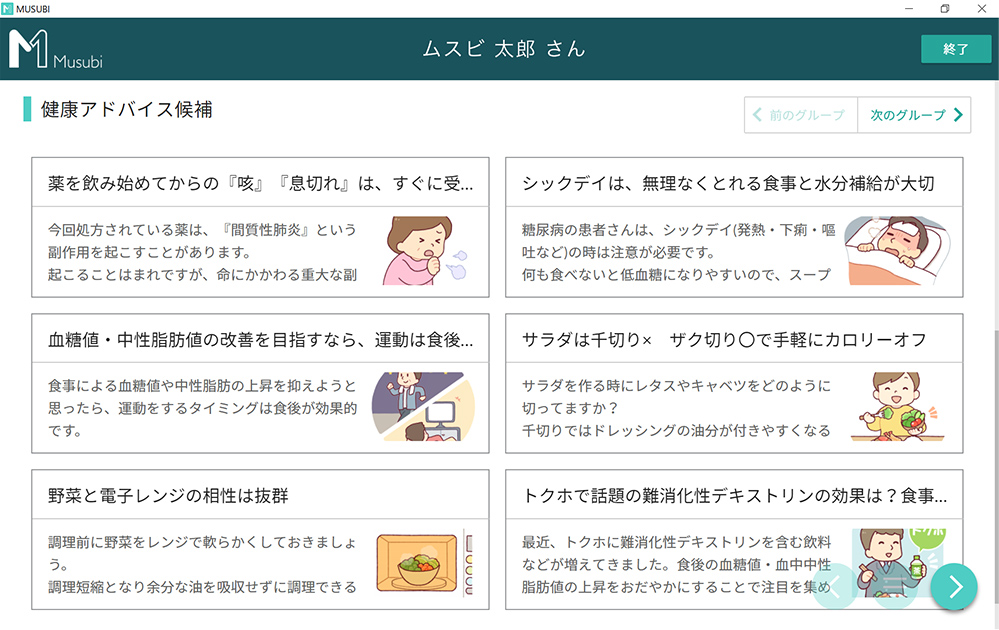 MUSUBI
Musubi
ムスビ 太郎 さん
終了
健康アドバイス候補
前のグループ
次のグループ
薬を飲み始めてからの『咳』『息切れ』は、すぐに受...
今回処方されている薬は、『間質性肺炎』という
副作用を起こすことがあります。
起こることはまれですが、命にかかわる重大な副
シックデイは、無理なくとれる食事と水分補給が大切
糖尿病の患者さんは、シックデイ(発熱・下痢・嘔
吐など)の時は注意が必要です。
何も食べないと低血糖になりやすいので、スープ
血糖値・中性脂肪値の改善を目指すなら、運動は食後...
食事による血糖値や中性脂肪の上昇を抑えようと
思ったら、運動をするタイミングは食後が効果的
です。
サラダは千切り× ザク切り〇で手軽にカロリーオフ
サラダを作る時にレタスやキャベツをどのように
切ってますか？
千切りではドレッシングの油分が付きやすくなる
野菜と電子レンジの相性は抜群
調理前に野菜をレンジで軟らかくしておきましょ
う。
調理短縮となり余分な油を吸収せずに調理できる
トクホで話題の難消化性デキストリンの効果は？食事...
最近、トクホに難消化性デキストリンを含む飲料
などが増えてきました。食後の血糖値・血中中性
脂肪値の上昇をおだやかにすることで注目を集め
トクホ